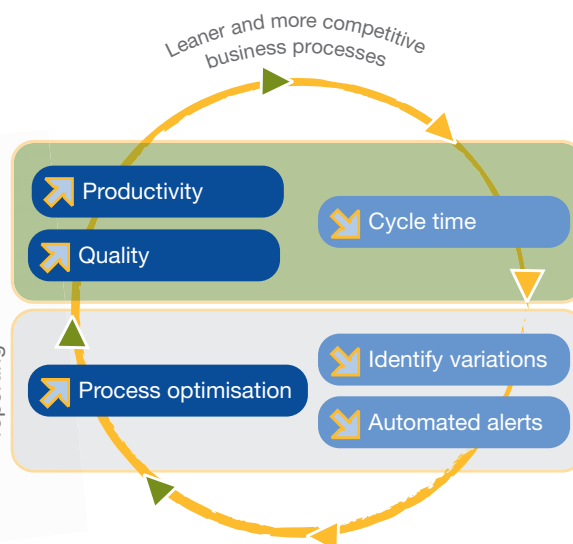 Leaner and more competitive
business processes
Productivity
Cycle time
Quality
Identify variations
Process optimisation
Automated alerts